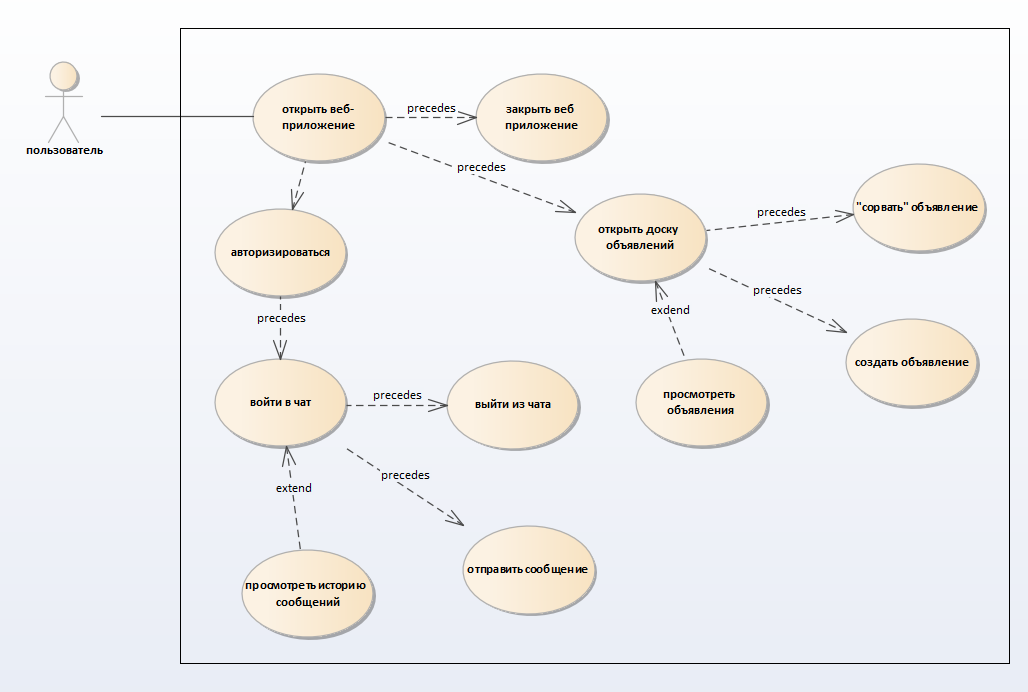 пользователь
открыть веб-
приложение
precedes
закрыть веб
приложение
precedes
авторизироваться
открыть доску
объявлений
precedes
"сорвать" объявление
precedes
precedes
exdend
создать объявление
войти в чат
precedes
выйти из чата
просмотреть
объявления
extend
precedes
просмотреть историю
сообщений
отправить сообщение